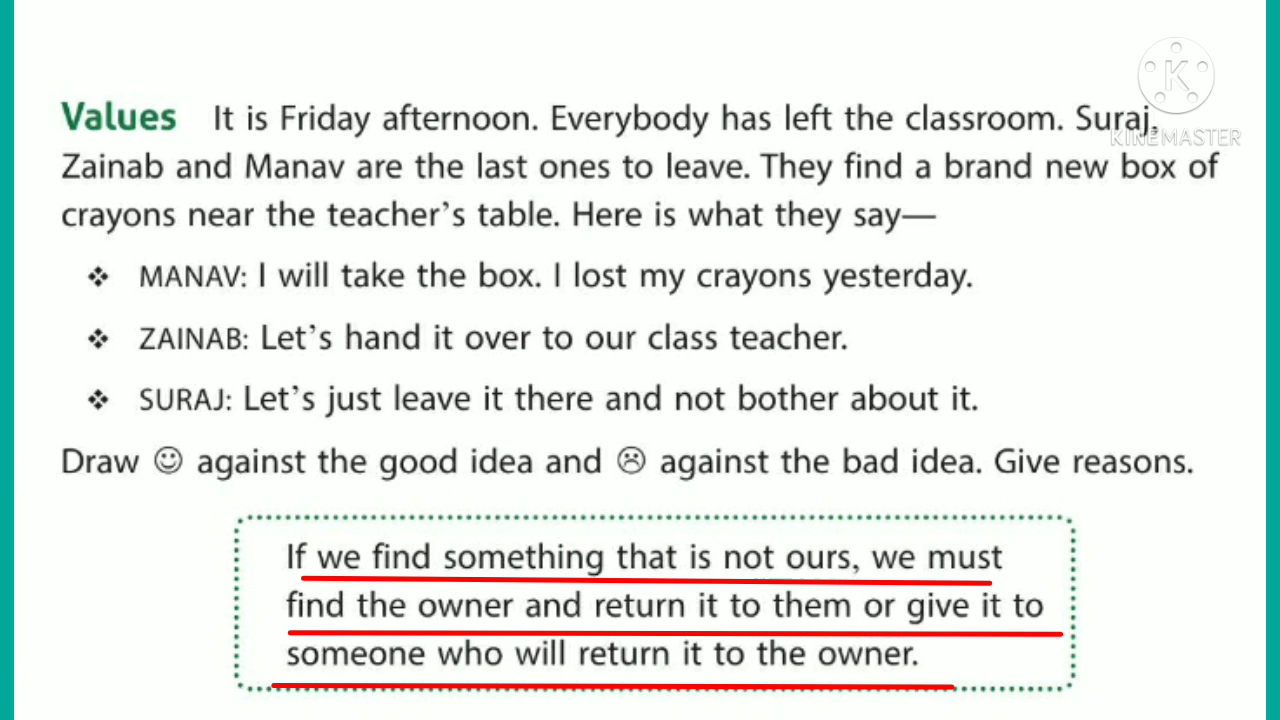 Values It is Friday afternoon. Everybody has left the classroom. Suraj,
KINEMASTER
Zainab and Manav are the last ones to leave. They find a brand new box of
crayons near the teacher's table. Here is what they say—
❖ MANAV: I will take the box. I lost my crayons yesterday.
❖ ZAINAB: Let's hand it over to our class teacher.
❖ SURAJ: Let's just leave it there and not bother about it.
Draw ☺ against the good idea and ☹ against the bad idea. Give reasons.
If we find something that is not ours, we must
find the owner and return it to them or give it to
someone who will return it to the owner.